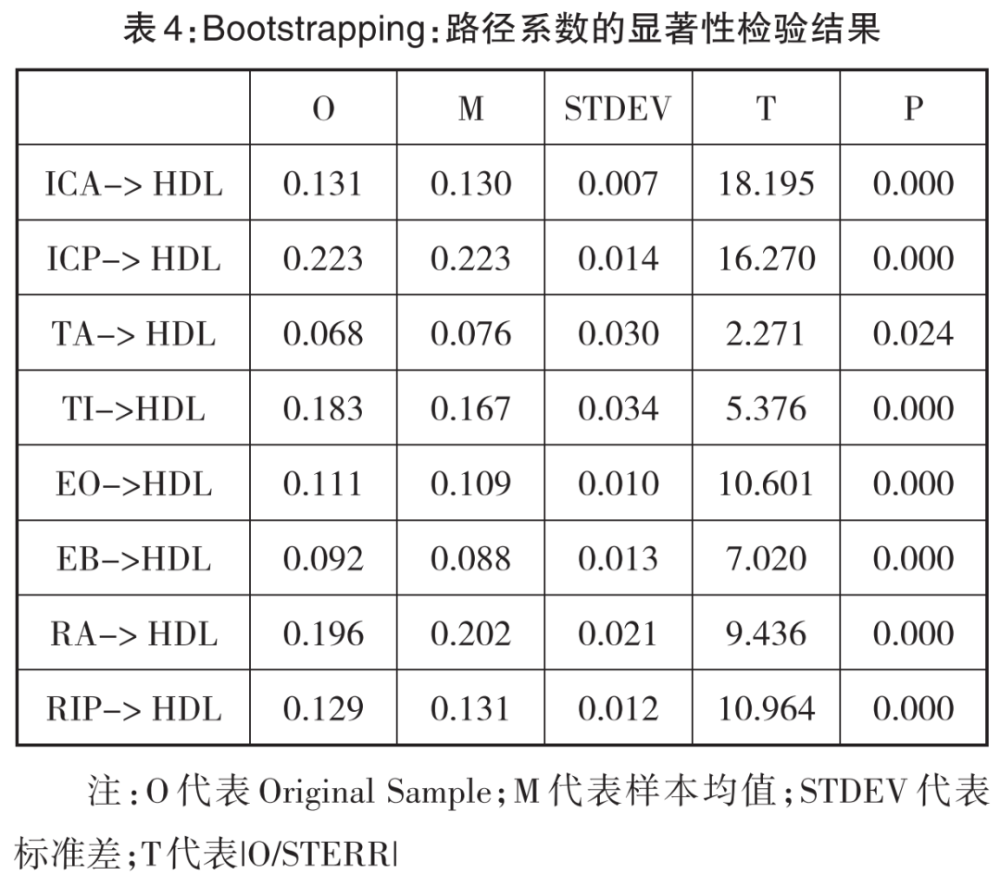 表4:Bootstrapping:路径系数的显著性检验结果
O M STDEV T P
ICA–> HDL 0.131 0.130 0.007 18.195 0.000
ICP–> HDL 0.223 0.223 0.014 16.270 0.000
TA–> HDL 0.068 0.076 0.030 2.271 0.024
TI–>HDL 0.183 0.167 0.034 5.376 0.000
EO–>HDL 0.111 0.109 0.010 10.601 0.000
EB–>HDL 0.092 0.088 0.013 7.020 0.000
RA–> HDL 0.196 0.202 0.021 9.436 0.000
RIP–> HDL 0.129 0.131 0.012 10.964 0.000
注:O代表Original Sample;M代表样本均值;STDEV代表
标准差;T代表|O/STERR|